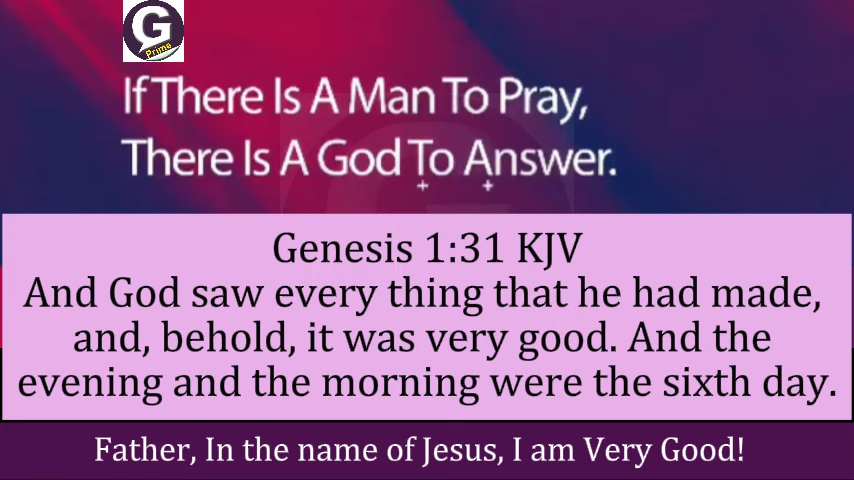 G
Prime
If There Is A Man To Pray,
There Is A God To Answer.
Genesis 1:31 KJV
And God saw every thing that he had made,
and, behold, it was very good. And the
evening and the morning were the sixth day.
Father, In the name of Jesus, I am Very Good!